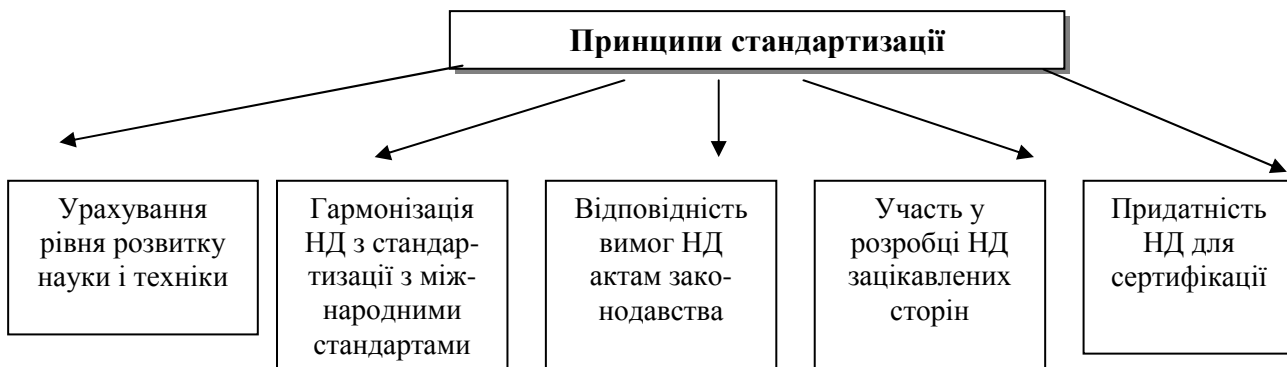 Принципи стандартизації
Урахування
рівня розвитку
науки і техніки
Гармонізація
НД з стандар-
тизації з між-
народними
стандартами
Відповідність
вимог НД
актам зако-
нодавства
Участь у
розробці НД
зацікавлених
сторін
Придатність
НД для
сертифікації